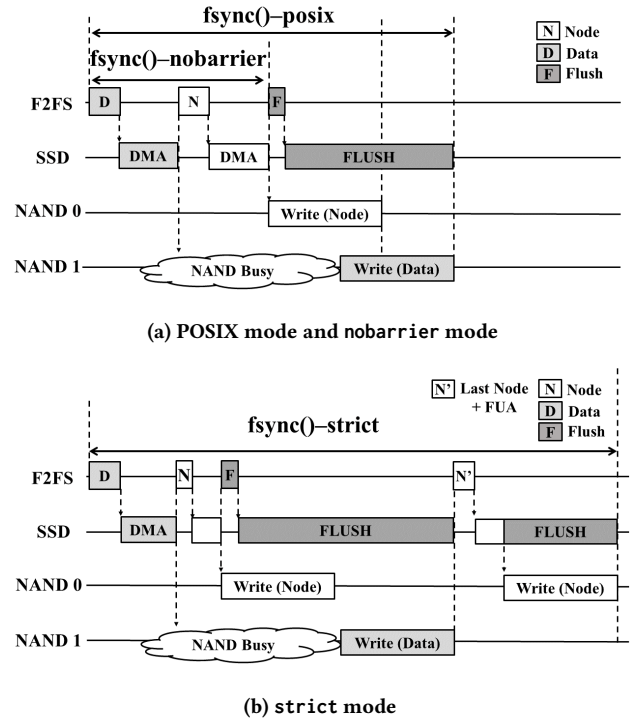 fsync()–posix
N Node
fsync()–nobarrier
D Data
F Flush
F2FS D N F
SSD DMA DMA FLUSH
NAND 0 Write (Node)
NAND 1 NAND Busy Write (Data)
(a) POSIX mode and nobarrier mode
N' Last Node N Node
+ FUA D Data
fsync()–strict F Flush
F2FS D N F N'
SSD DMA FLUSH FLUSH
NAND 0 Write (Node) Write (Node)
NAND 1 NAND Busy Write (Data)
(b) strict mode